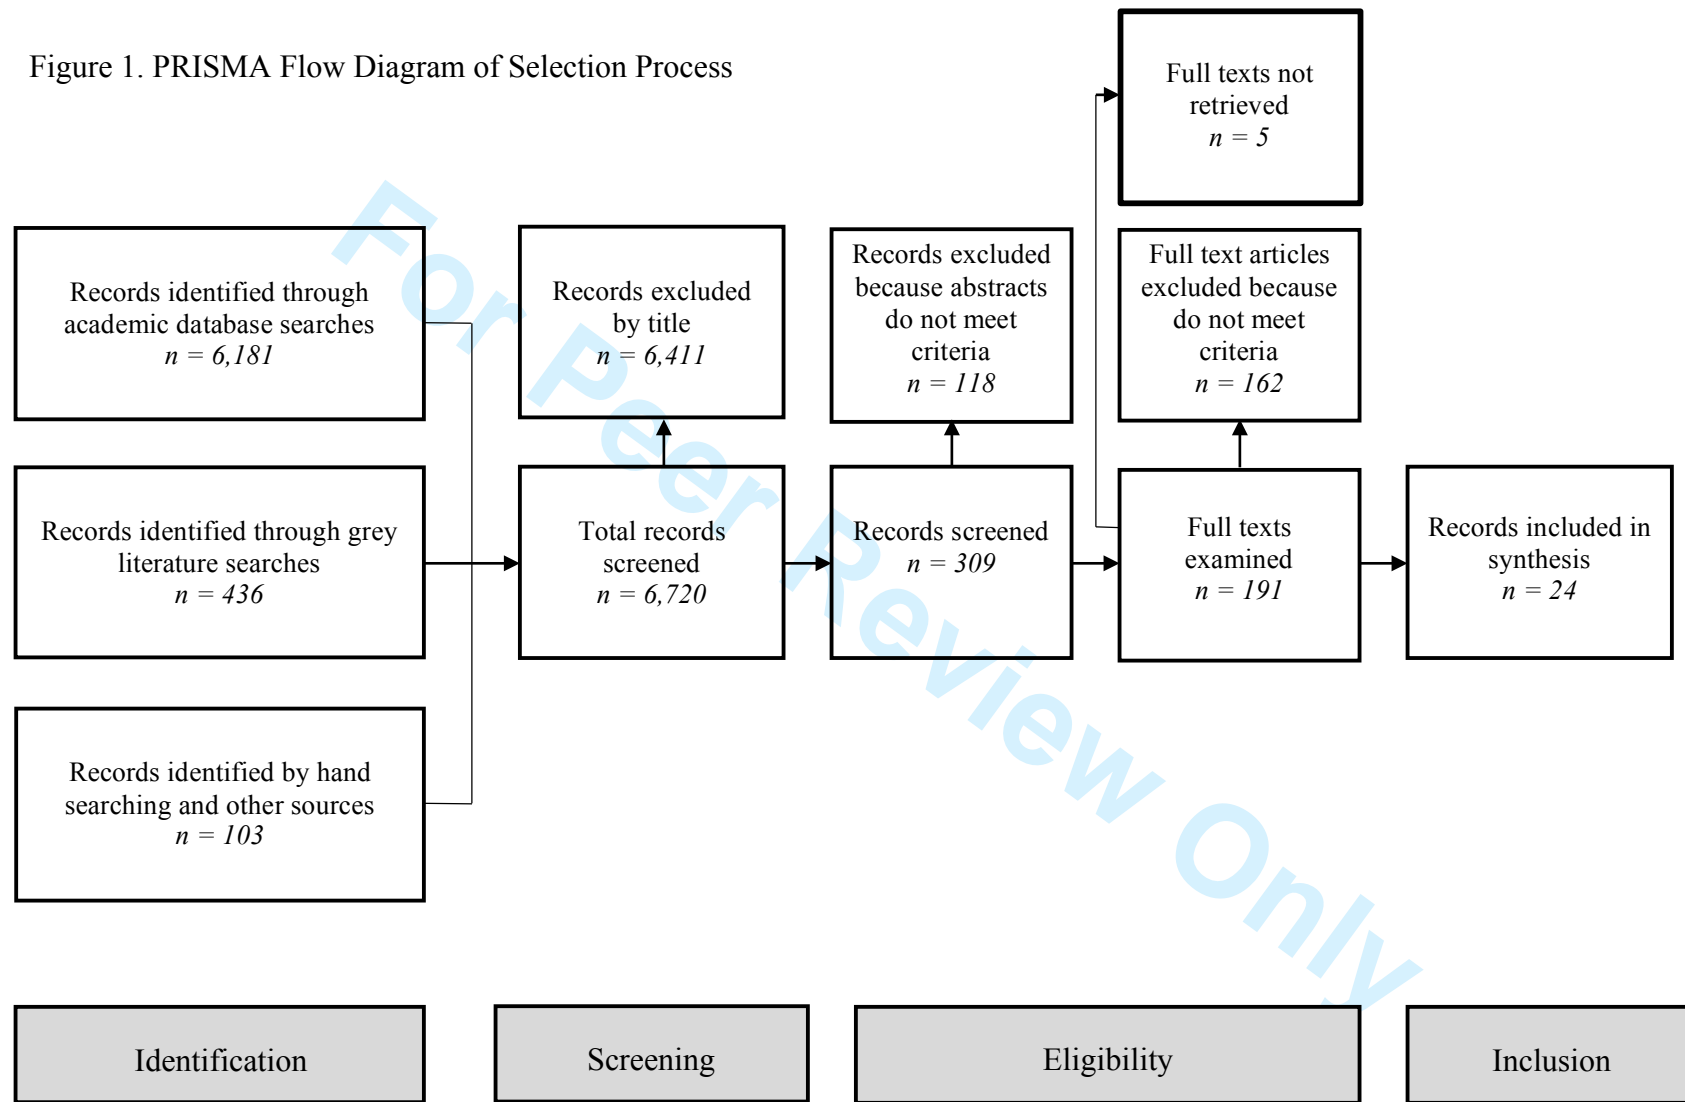 Figure 1. PRISMA Flow Diagram of Selection Process
Full texts not
retrieved
n = 5
Records identified through
academic database searches
n = 6,181
Records excluded
by title
n = 6,411
Records excluded
because abstracts
do not meet
criteria
n = 118
Full text articles
excluded because
do not meet
criteria
n = 162
Records identified through grey
literature searches
n = 436
Total records
screened
n = 6,720
Records screened
n = 309
Full texts
examined
n = 191
Records included in
synthesis
n = 24
Records identified by hand
searching and other sources
n = 103
For Peer Review Only
Identification
Screening
Eligibility
Inclusion